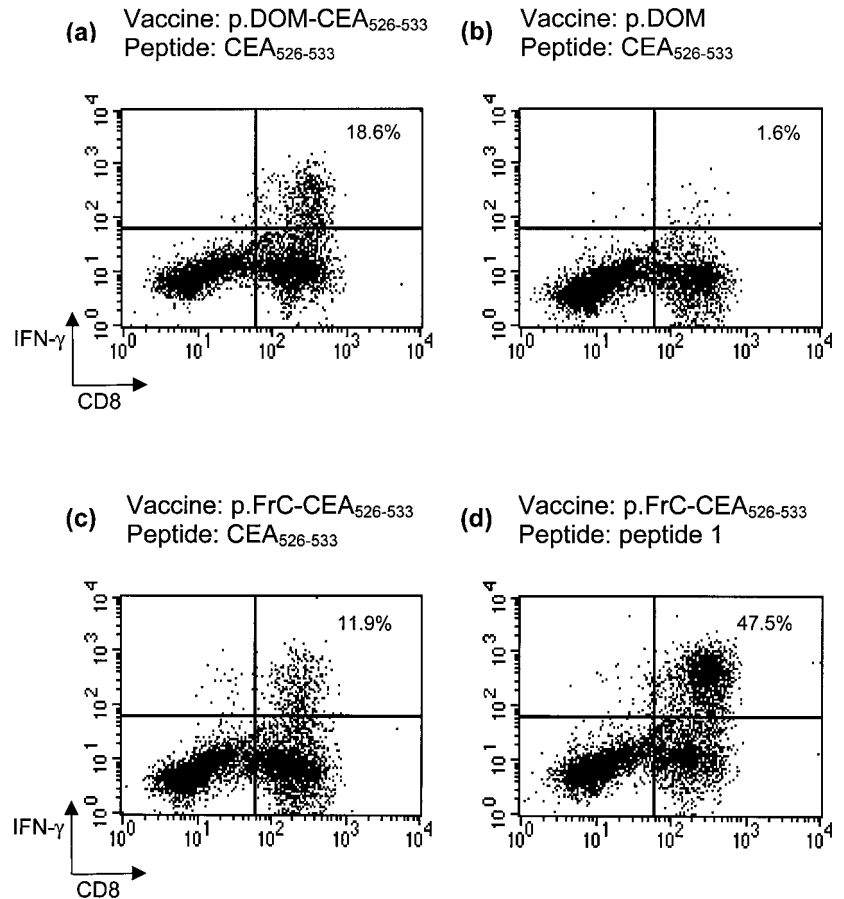 (a) Vaccine: p.DOM-CEA526-533
Peptide: CEA526-533
(b) Vaccine: p.DOM
Peptide: CEA526-533
10^4
10^3
10^2
10^1
10^0
18.6%
10^0 10^1 10^2 10^3 10^4
IFN-γ
CD8
10^4
10^3
10^2
10^1
10^0
1.6%
10^0 10^1 10^2 10^3 10^4
(c) Vaccine: p.FrC-CEA526-533
Peptide: CEA526-533
(d) Vaccine: p.FrC-CEA526-533
Peptide: peptide 1
10^4
10^3
10^2
10^1
10^0
11.9%
10^0 10^1 10^2 10^3 10^4
IFN-γ
CD8
10^4
10^3
10^2
10^1
10^0
47.5%
10^0 10^1 10^2 10^3 10^4